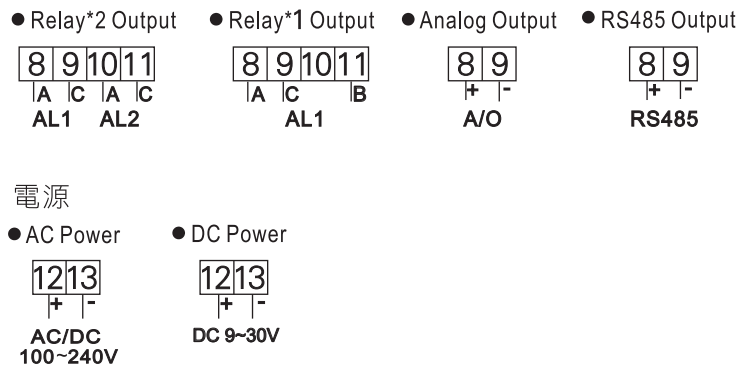 ● Relay*2 Output ● Relay*1 Output ● Analog Output ● RS485 Output
8 9 10 11 8 9 10 11 8 9 8 9
A C A C A C B + - + -
AL1 AL2 AL1 A/O RS485
電源
● AC Power ● DC Power
12 13 12 13
+ - + -
AC/DC DC 9~30V
100~240V